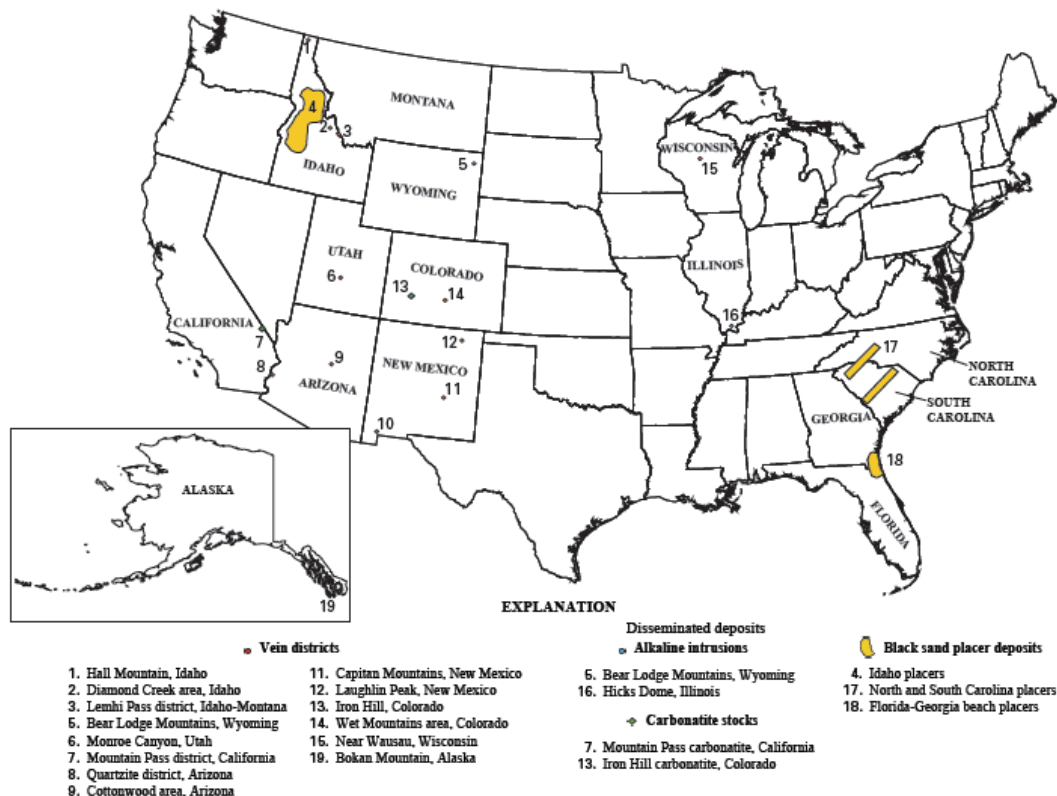 1
MONTANA
4
2
3
WISCONSIN
15
5
IDAHO
WYOMING
UTAH
COLORADO
ILLINOIS
6
13
14
16
CALIFORNIA
7
12
17
9
NEW MEXICO
NORTH
CAROLINA
8
ARIZONA
11
SOUTH
CAROLINA
10
GEORGIA
18
ALASKA
FLORIDA
19
EXPLANATION
Vein districts
1. Hall Mountain, Idaho
2. Diamond Creek area, Idaho
3. Lemhi Pass district, Idaho-Montana
5. Bear Lodge Mountains, Wyoming
6. Monroe Canyon, Utah
7. Mountain Pass district, California
8. Quartzite district, Arizona
9. Cottonwood area, Arizona
11. Capitan Mountains, New Mexico
12. Laughlin Peak, New Mexico
13. Iron Hill, Colorado
14. Wet Mountains area, Colorado
15. Near Wausau, Wisconsin
19. Bokan Mountain, Alaska
Disseminated deposits
Alkaline intrusions
5. Bear Lodge Mountains, Wyoming
16. Hicks Dome, Illinois
Carbonatite stocks
7. Mountain Pass carbonatite, California
13. Iron Hill carbonatite, Colorado
Black sand placer deposits
4. Idaho placers
17. North and South Carolina placers
18. Florida-Georgia beach placers